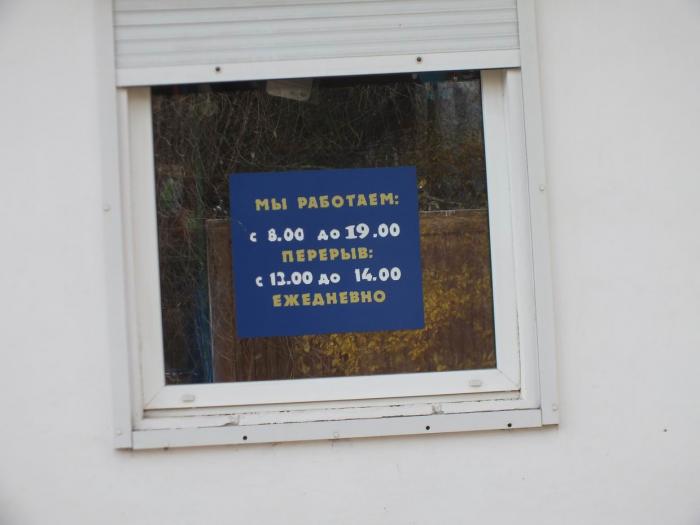 МЫ РАБОТАЕМ:
с 8.00 до 19.00
ПЕРЕРЫВ:
с 13.00 до 14.00
ЕЖЕДНЕВНО